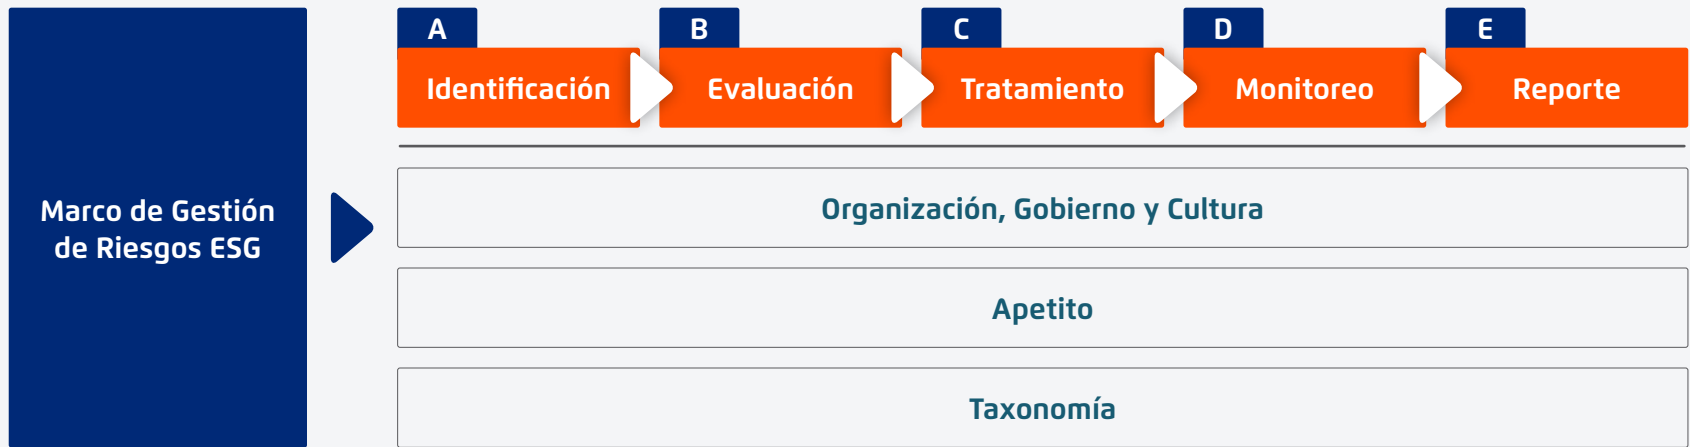 Marco de Gestión
de Riesgos ESG
A
Identificación
B
Evaluación
C
Tratamiento
D
Monitoreo
E
Reporte
Organización, Gobierno y Cultura
Apetito
Taxonomía